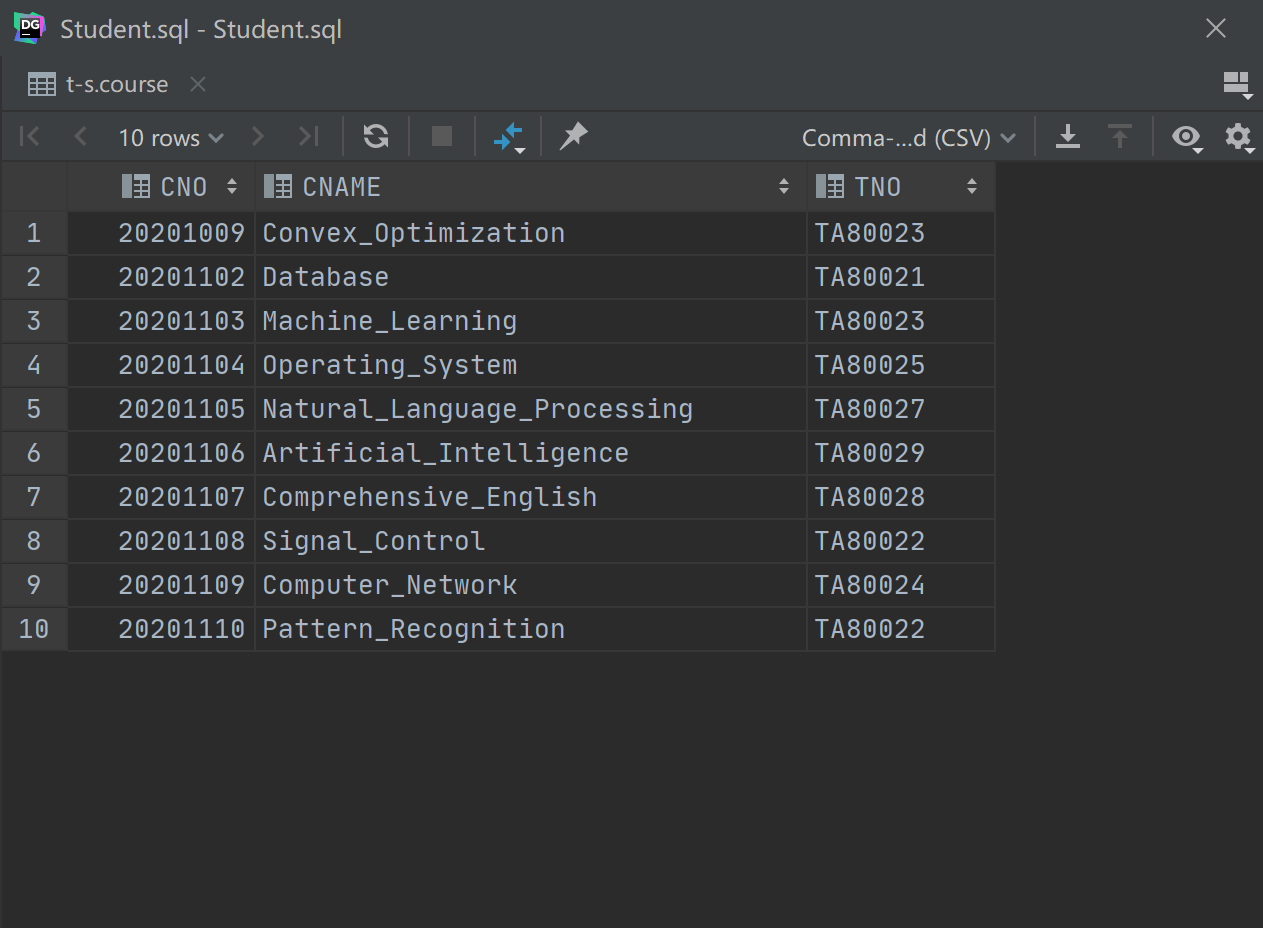 DG Student.sql - Student.sql
t-s.course
10 rows Comma-...d (CSV)
CNO CNAME TNO
1 20201009 Convex_Optimization TA80023
2 20201102 Database TA80021
3 20201103 Machine_Learning TA80023
4 20201104 Operating_System TA80025
5 20201105 Natural_Language_Processing TA80027
6 20201106 Artificial_Intelligence TA80029
7 20201107 Comprehensive_English TA80028
8 20201108 Signal_Control TA80022
9 20201109 Computer_Network TA80024
10 20201110 Pattern_Recognition TA80022